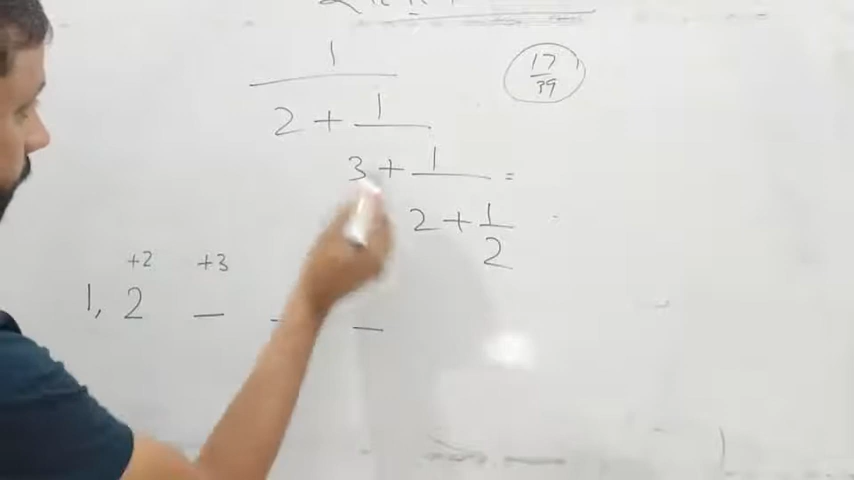 1
2 + 1
3 + 1 =
2 + 1
2
17
39
+2 +3
1, 2 _ _ _